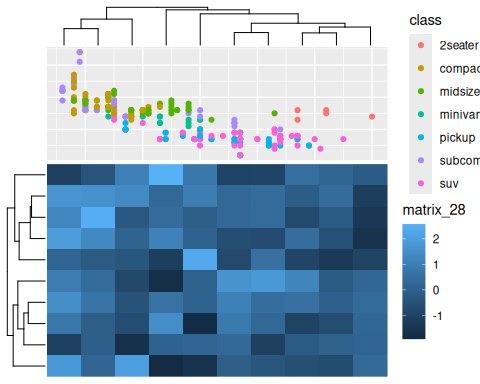 class
2seater
compac
midsize
minivar
pickup
subcom
suv
matrix_28
2
1
0
-1